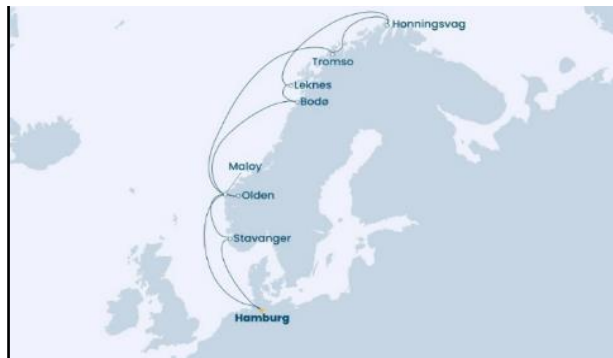 Honningsvag
Tromso
Leknes
Bodø
Maloy
Olden
Stavanger
Hamburg